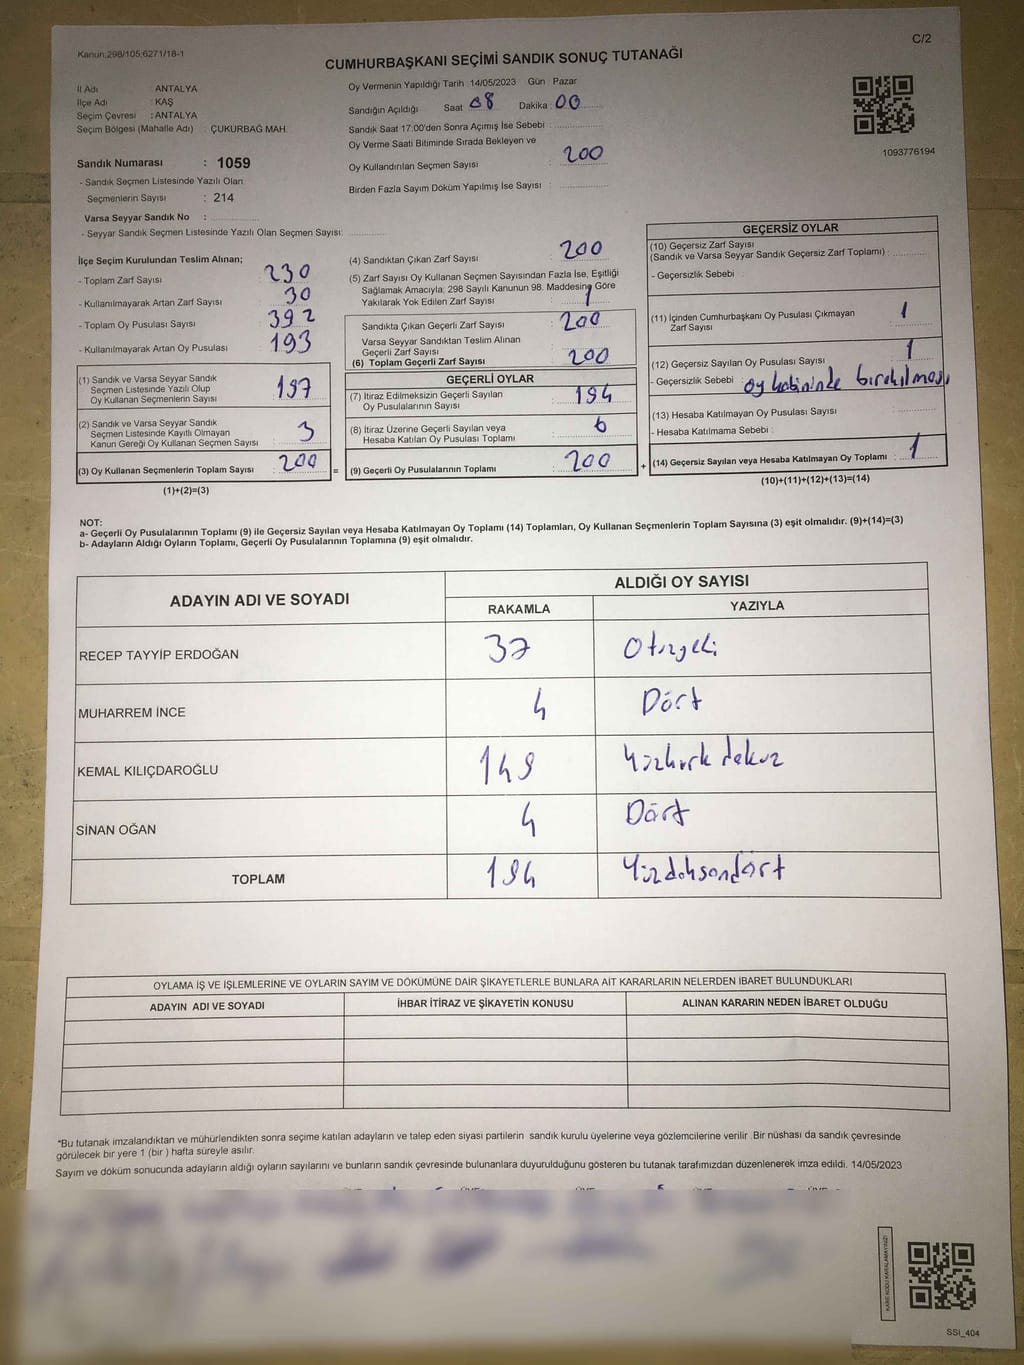 Kanun:298/105,6271/18-1
C/2
CUMHURBAŞKANI SEÇİMİ SANDIK SONUÇ TUTANAĞI
İl Adı : ANTALYA
İlçe Adı : KAŞ
Seçim Çevresi : ANTALYA
Seçim Bölgesi (Mahalle Adı) : ÇUKURBAĞ MAH.
Sandık Numarası : 1059
- Sandık Seçmen Listesinde Yazılı Olan
Seçmenlerin Sayısı : 214
Varsa Seyyar Sandık No :
- Seyyar Sandık Seçmen Listesinde Yazılı Olan Seçmen Sayısı:
Oy Vermenin Yapıldığı Tarih :14/05/2023 Gün : Pazar
Sandığın Açıldığı Saat 08 Dakika : 00
Sandık Saat 17:00'den Sonra Açımış İse Sebebi :
Oy Verme Saati Bitiminde Sırada Bekleyen ve
Oy Kullandırılan Seçmen Sayısı : 200
Birden Fazla Sayım Döküm Yapılmış İse Sayısı :
1093776194
İlçe Seçim Kurulundan Teslim Alınan;
- Toplam Zarf Sayısı : 230
- Kullanılmayarak Artan Zarf Sayısı : 30
- Toplam Oy Pusulası Sayısı : 392
- Kullanılmayarak Artan Oy Pusulası : 193
(1) Sandık ve Varsa Seyyar Sandık
Seçmen Listesinde Yazılı Olup
Oy Kullanan Seçmenlerin Sayısı : 197
(2) Sandık ve Varsa Seyyar Sandık
Seçmen Listesinde Kayıtlı Olmayan
Kanun Gereği Oy Kullanan Seçmen Sayısı : 3
(3) Oy Kullanan Seçmenlerin Toplam Sayısı : 200
(1)+(2)=(3)
=
(4) Sandıktan Çıkan Zarf Sayısı : 200
(5) Zarf Sayısı Oy Kullanan Seçmen Sayısından Fazla İse, Eşitliği
Sağlamak Amacıyla; 298 Sayılı Kanunun 98. Maddesine Göre
Yakılarak Yok Edilen Zarf Sayısı : 1
Sandıkta Çıkan Geçerli Zarf Sayısı : 200
Varsa Seyyar Sandıktan Teslim Alınan
Geçerli Zarf Sayısı :
(6) Toplam Geçerli Zarf Sayısı : 200
GEÇERLİ OYLAR
(7) İtiraz Edilmeksizin Geçerli Sayılan
Oy Pusulalarının Sayısı : 194
(8) İtiraz Üzerine Geçerli Sayılan veya
Hesaba Katılan Oy Pusulası Toplamı : 6
(9) Geçerli Oy Pusulalarının Toplamı : 200
+
GEÇERSİZ OYLAR
(10) Geçersiz Zarf Sayısı
(Sandık ve Varsa Seyyar Sandık Geçersiz Zarf Toplamı) :
- Geçersizlik Sebebi :
(11) İçinden Cumhurbaşkanı Oy Pusulası Çıkmayan
Zarf Sayısı : 1
(12) Geçersiz Sayılan Oy Pusulası Sayısı : 1
- Geçersizlik Sebebi : oy kabininde bırakılması
(13) Hesaba Katılmayan Oy Pusulası Sayısı :
- Hesaba Katılmama Sebebi :
(14) Geçersiz Sayılan veya Hesaba Katılmayan Oy Toplamı : 1
(10)+(11)+(12)+(13)=(14)
NOT:
a- Geçerli Oy Pusulalarının Toplamı (9) ile Geçersiz Sayılan veya Hesaba Katılmayan Oy Toplamı (14) Toplamları, Oy Kullanan Seçmenlerin Toplam Sayısına (3) eşit olmalıdır. (9)+(14)=(3)
b- Adayların Aldığı Oyların Toplamı, Geçerli Oy Pusulalarının Toplamına (9) eşit olmalıdır.
ADAYIN ADI VE SOYADI ALDIĞI OY SAYISI
RAKAMLA YAZIYLA
RECEP TAYYİP ERDOĞAN 37 Otuzyedi
MUHARREM İNCE 4 Dört
KEMAL KILIÇDAROĞLU 149 Yüzkırk dokuz
SİNAN OĞAN 4 Dört
TOPLAM 194 Yüzdoksandört
OYLAMA İŞ VE İŞLEMLERİNE VE OYLARIN SAYIM VE DÖKÜMÜNE DAİR ŞİKAYETLERLE BUNLARA AİT KARARLARIN NELERDEN İBARET BULUNDUKLARI
ADAYIN ADI VE SOYADI İHBAR İTİRAZ VE ŞİKAYETİN KONUSU ALINAN KARARIN NEDEN İBARET OLDUĞU
*Bu tutanak imzalandıktan ve mühürlendikten sonra seçime katılan adayların ve talep eden siyasi partilerin sandık kurulu üyelerine veya gözlemcilerine verilir. Bir nüshası da sandık çevresinde
görülecek bir yere 1 (bir ) hafta süreyle asılır.
Sayım ve döküm sonucunda adayların aldığı oyların sayılarını ve bunların sandık çevresinde bulunanlara duyurulduğunu gösteren bu tutanak tarafımızdan düzenlenerek imza edildi. 14/05/2023
KARE KODU KARALAMAYINIZ!
SSI_404